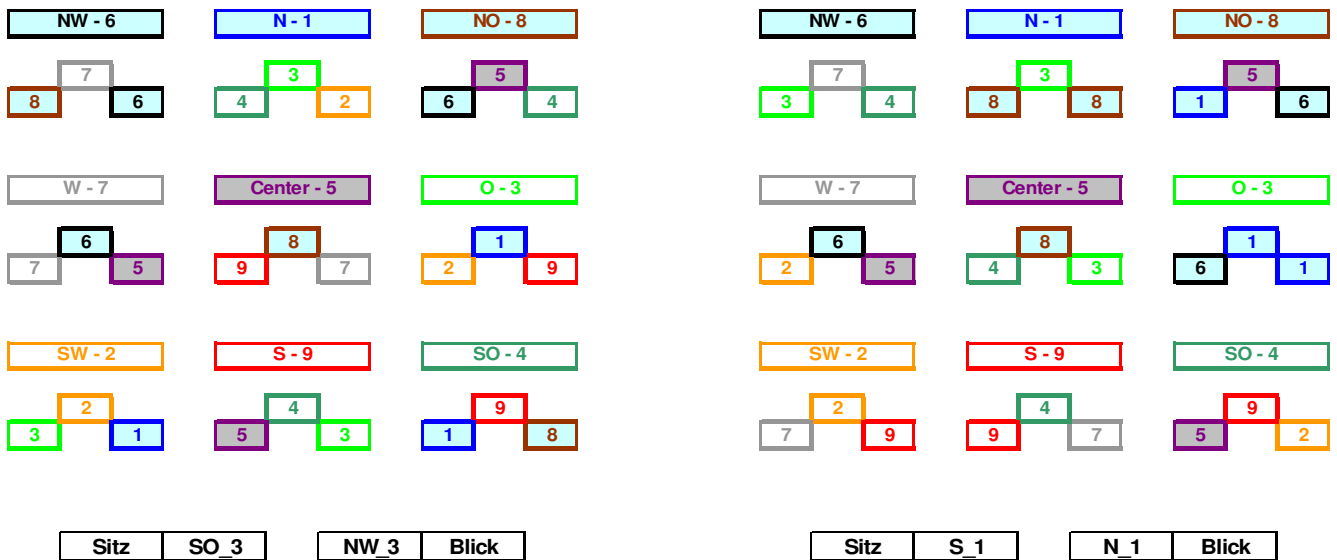 NW - 6 N - 1 NO - 8 NW - 6 N - 1 NO - 8
7 3 5 7 3 5
8 6 4 2 6 4 3 4 8 8 1 6
W - 7 Center - 5 O - 3 W - 7 Center - 5 O - 3
6 8 1 6 8 1
7 5 9 7 2 9 2 5 4 3 6 1
SW - 2 S - 9 SO - 4 SW - 2 S - 9 SO - 4
2 4 9 2 4 9
3 1 5 3 1 8 7 9 9 7 5 2
Sitz SO_3 NW_3 Blick Sitz S_1 N_1 Blick